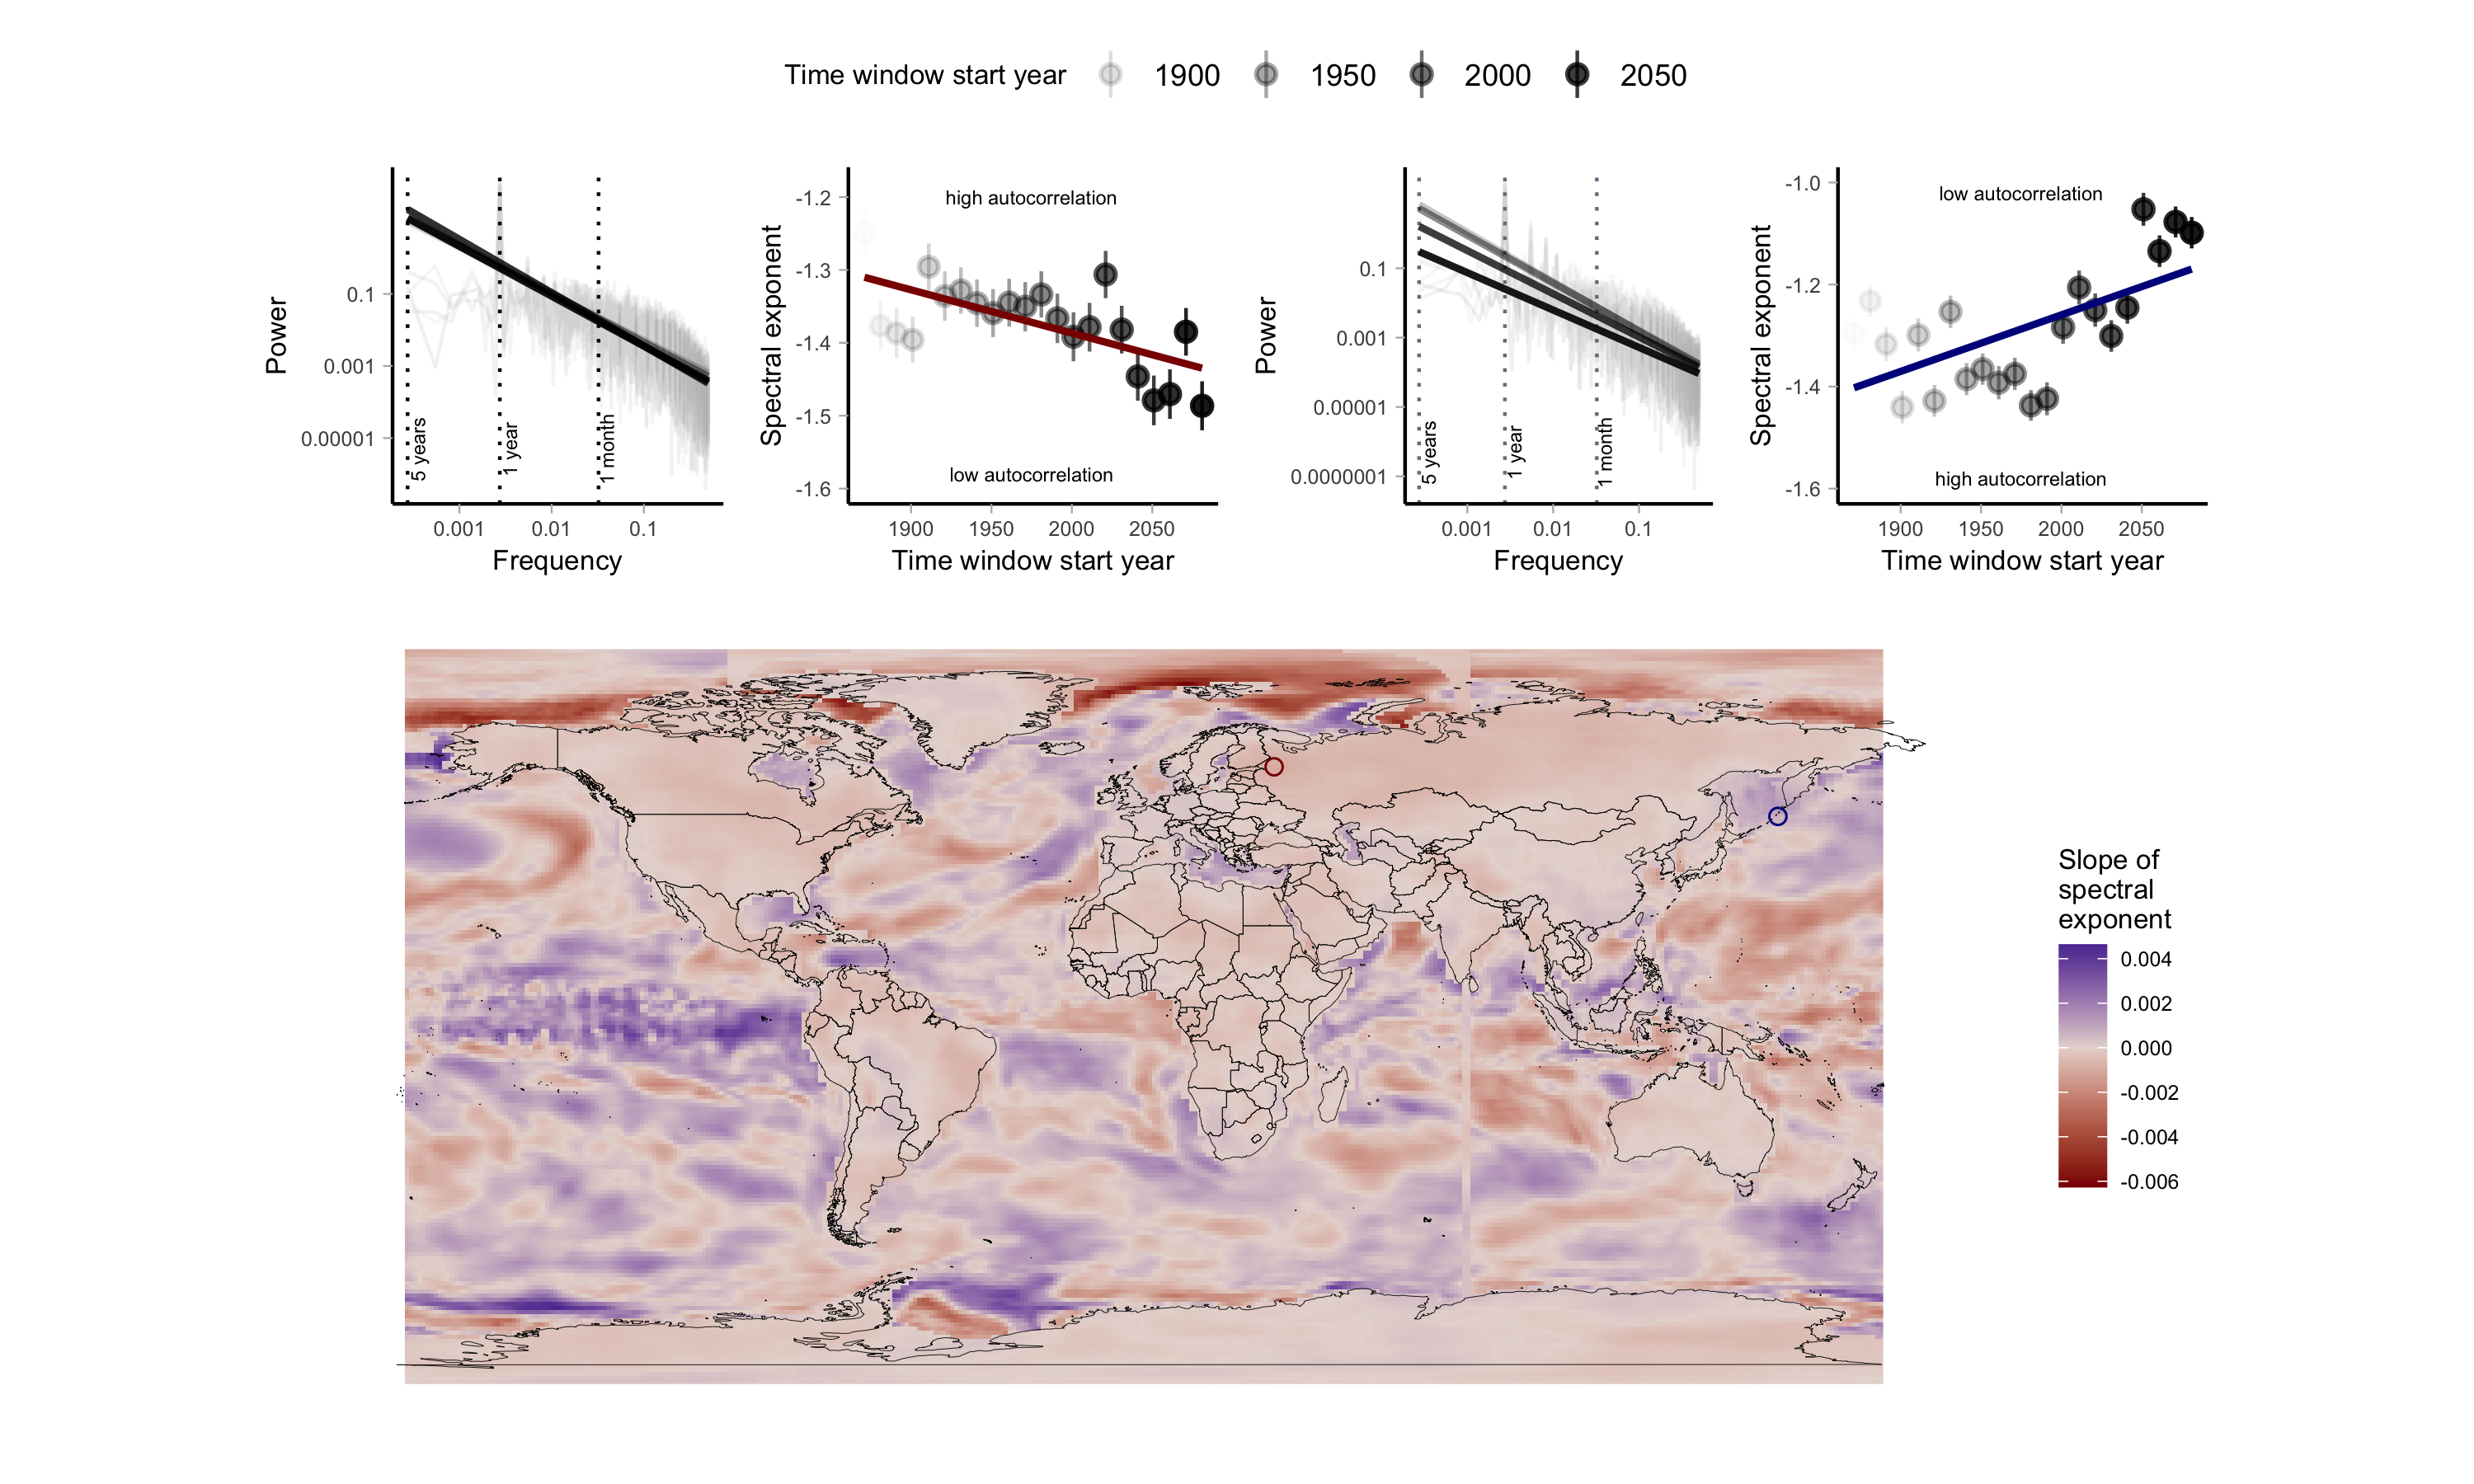 Time window start year 1900 1950 2000 2050
Power
0.1
0.001
0.00001
5 years
1 year
1 month
0.001 0.01 0.1
Frequency
Spectral exponent
-1.2
-1.3
-1.4
-1.5
-1.6
high autocorrelation
low autocorrelation
1900 1950 2000 2050
Time window start year
Power
0.1
0.001
0.00001
0.0000001
5 years
1 year
1 month
0.001 0.01 0.1
Frequency
Spectral exponent
-1.0
-1.2
-1.4
-1.6
low autocorrelation
high autocorrelation
1900 1950 2000 2050
Time window start year
Slope of
spectral
exponent
0.004
0.002
0.000
-0.002
-0.004
-0.006